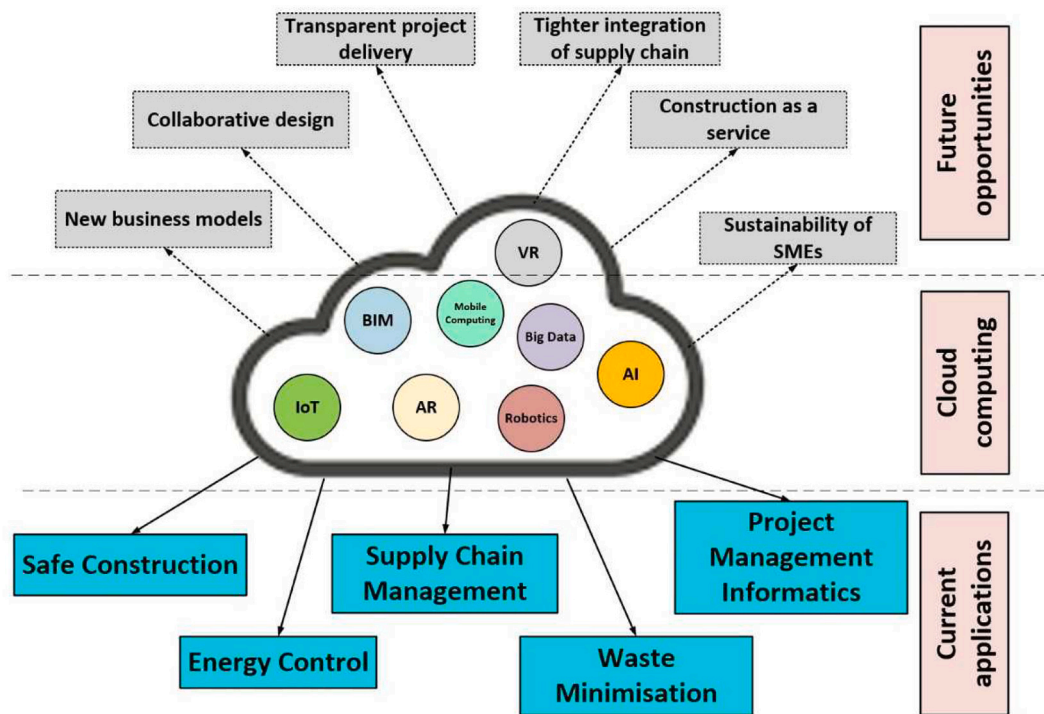 Transparent project
delivery
Tighter integration
of supply chain
Collaborative design
Construction as a
service
New business models
Sustainability of
SMEs
Future
opportunities
VR
BIM
Mobile
Computing
Big Data
AI
IoT
AR
Robotics
Cloud
computing
Safe Construction
Supply Chain
Management
Project
Management
Informatics
Energy Control
Waste
Minimisation
Current
applications